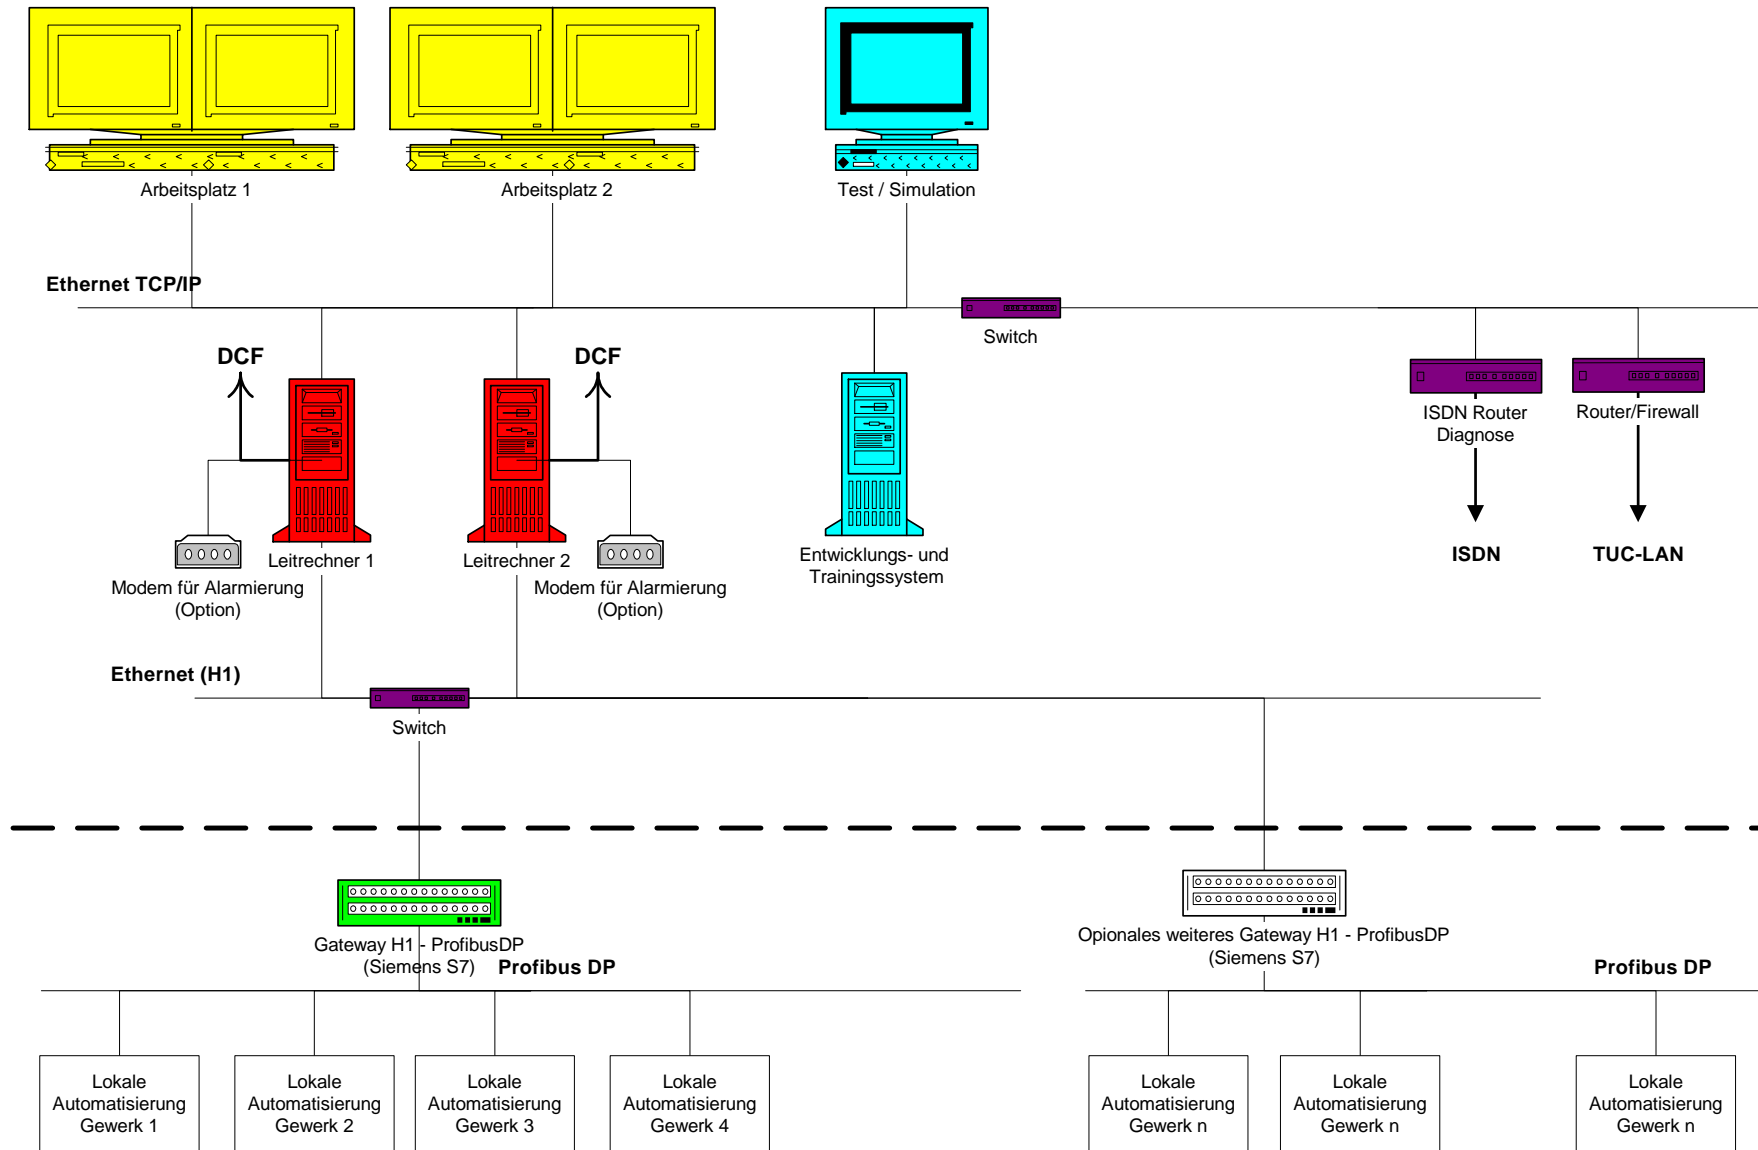 Arbeitsplatz 1
Arbeitsplatz 2
Test / Simulation
Ethernet TCP/IP
Switch
DCF
DCF
ISDN Router
Diagnose
Router/Firewall
Leitrechner 1
Leitrechner 2
Entwicklungs- und
Trainingssystem
ISDN
TUC-LAN
Modem für Alarmierung
(Option)
Modem für Alarmierung
(Option)
Ethernet (H1)
Switch
Gateway H1 - ProfibusDP
(Siemens S7)
Profibus DP
Opionales weiteres Gateway H1 - ProfibusDP
(Siemens S7)
Profibus DP
Lokale
Automatisierung
Gewerk 1
Lokale
Automatisierung
Gewerk 2
Lokale
Automatisierung
Gewerk 3
Lokale
Automatisierung
Gewerk 4
Lokale
Automatisierung
Gewerk n
Lokale
Automatisierung
Gewerk n
Lokale
Automatisierung
Gewerk n